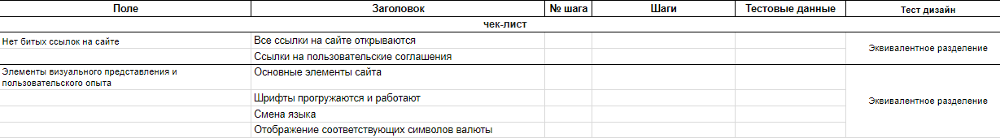 Поле Заголовок № шага Шаги Тестовые данные Тест дизайн
чек-лист
Нет битых ссылок на сайте Все ссылки на сайте открываются
Эквивалентное разделение
Ссылки на пользовательские соглашения
Элементы визуального представления и Основные элементы сайта
пользовательского опыта
Шрифты прогружаются и работают
Эквивалентное разделение
Смена языка
Отображение соответствующих символов валюты